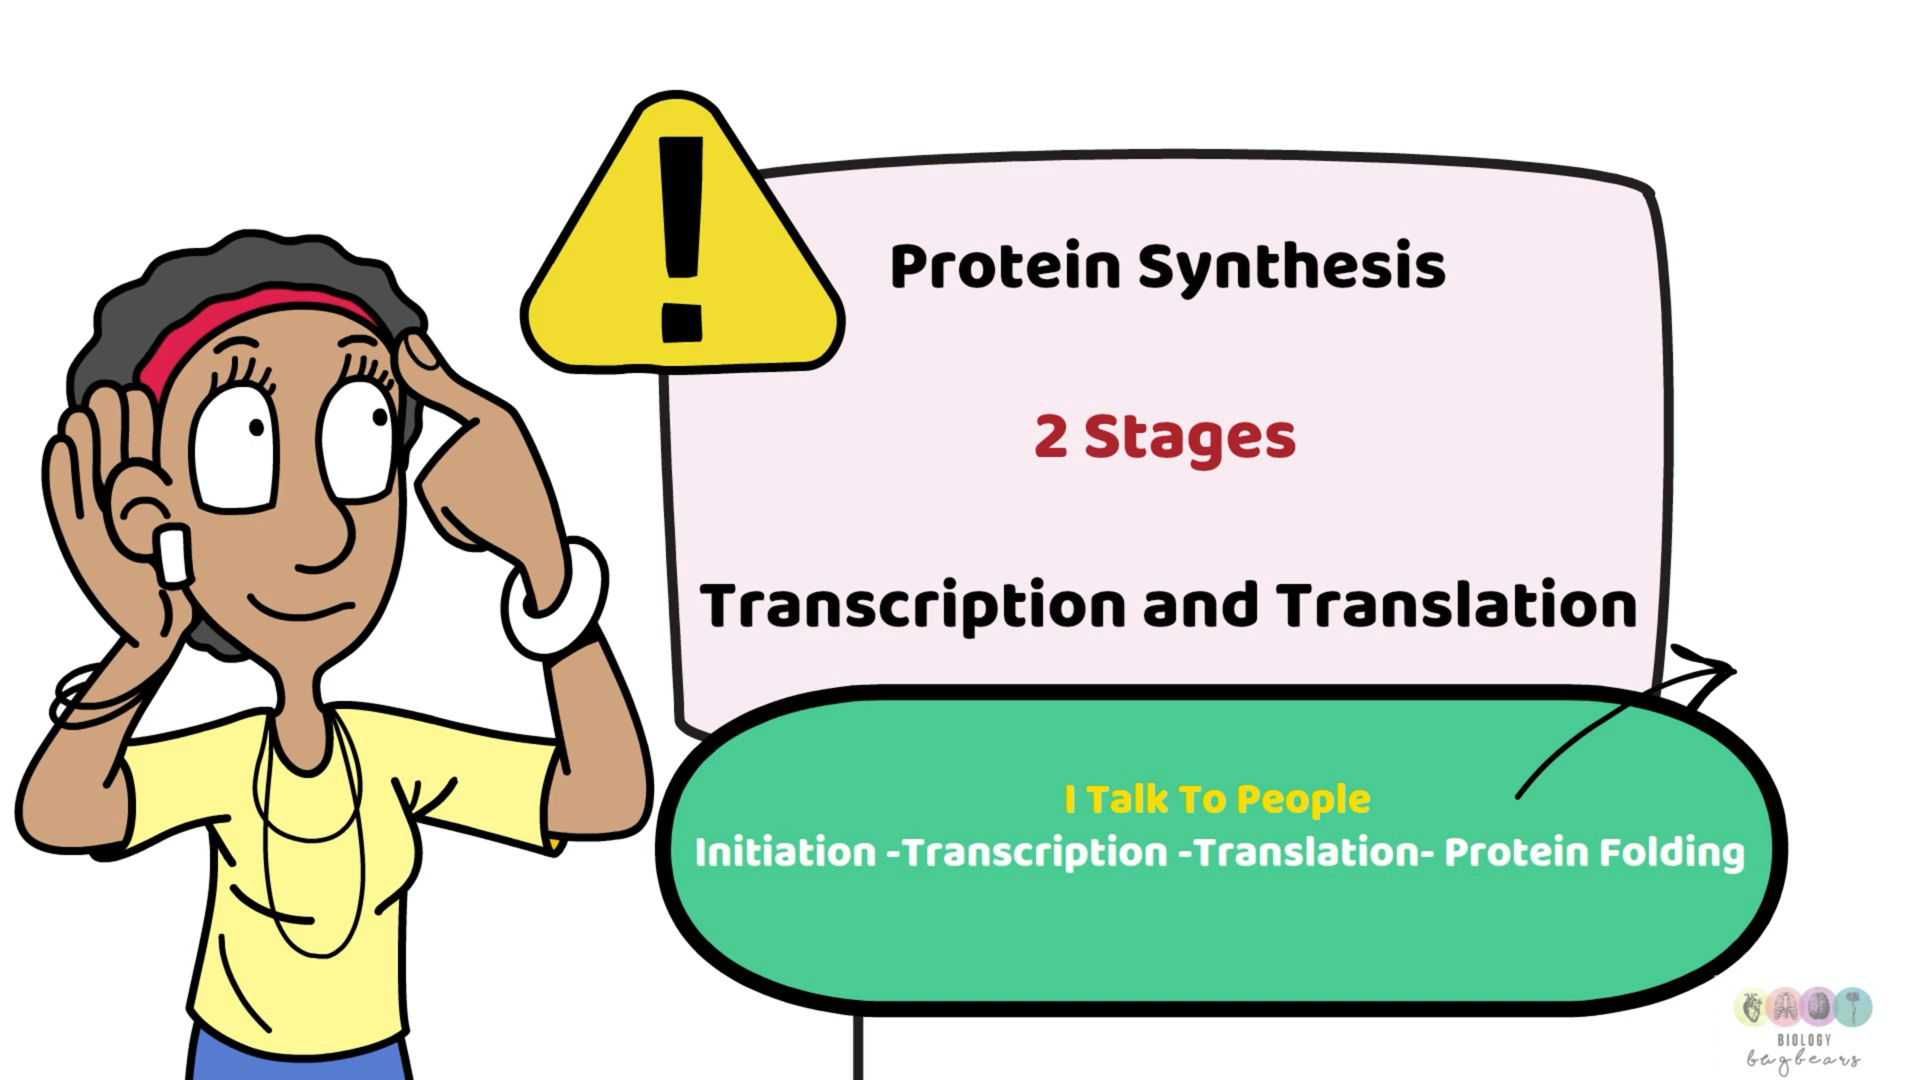 Protein Synthesis
2 Stages
Transcription and Translation
I Talk To People
Initiation -Transcription -Translation- Protein Folding
BIOLOGY
bugbears